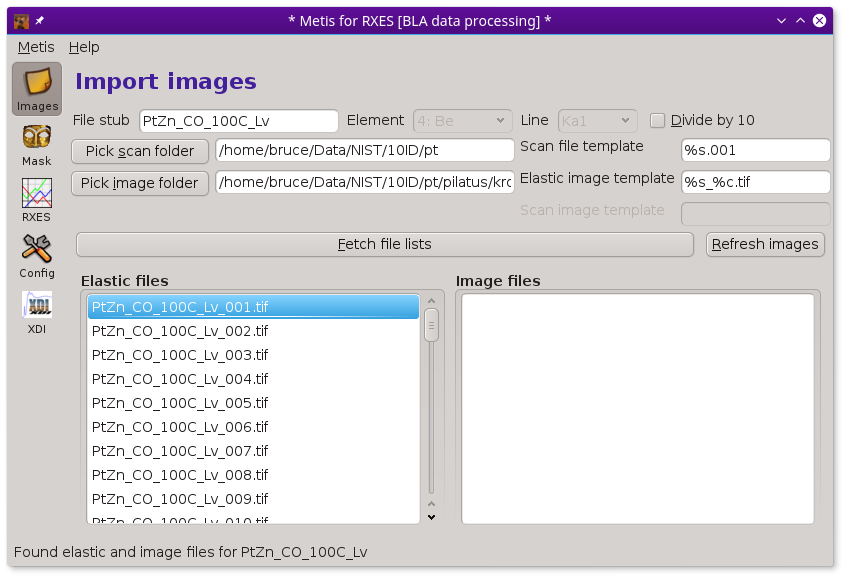 * Metis for RXES [BLA data processing] *
Metis Help
Images
Mask
RXES
Config
XDI
XDI
Import images
File stub PtZn_CO_100C_Lv Element 4: Be Line Ka1 Divide by 10
Pick scan folder /home/bruce/Data/NIST/10ID/pt Scan file template %s.001
Pick image folder /home/bruce/Data/NIST/10ID/pt/pilatus/krc Elastic image template %s_%c.tif
Scan image template
Fetch file lists Refresh images
Elastic files Image files
PtZn_CO_100C_Lv_001.tif
PtZn_CO_100C_Lv_002.tif
PtZn_CO_100C_Lv_003.tif
PtZn_CO_100C_Lv_004.tif
PtZn_CO_100C_Lv_005.tif
PtZn_CO_100C_Lv_006.tif
PtZn_CO_100C_Lv_007.tif
PtZn_CO_100C_Lv_008.tif
PtZn_CO_100C_Lv_009.tif
PtZn_CO_100C_Lv_010.tif
Found elastic and image files for PtZn_CO_100C_Lv